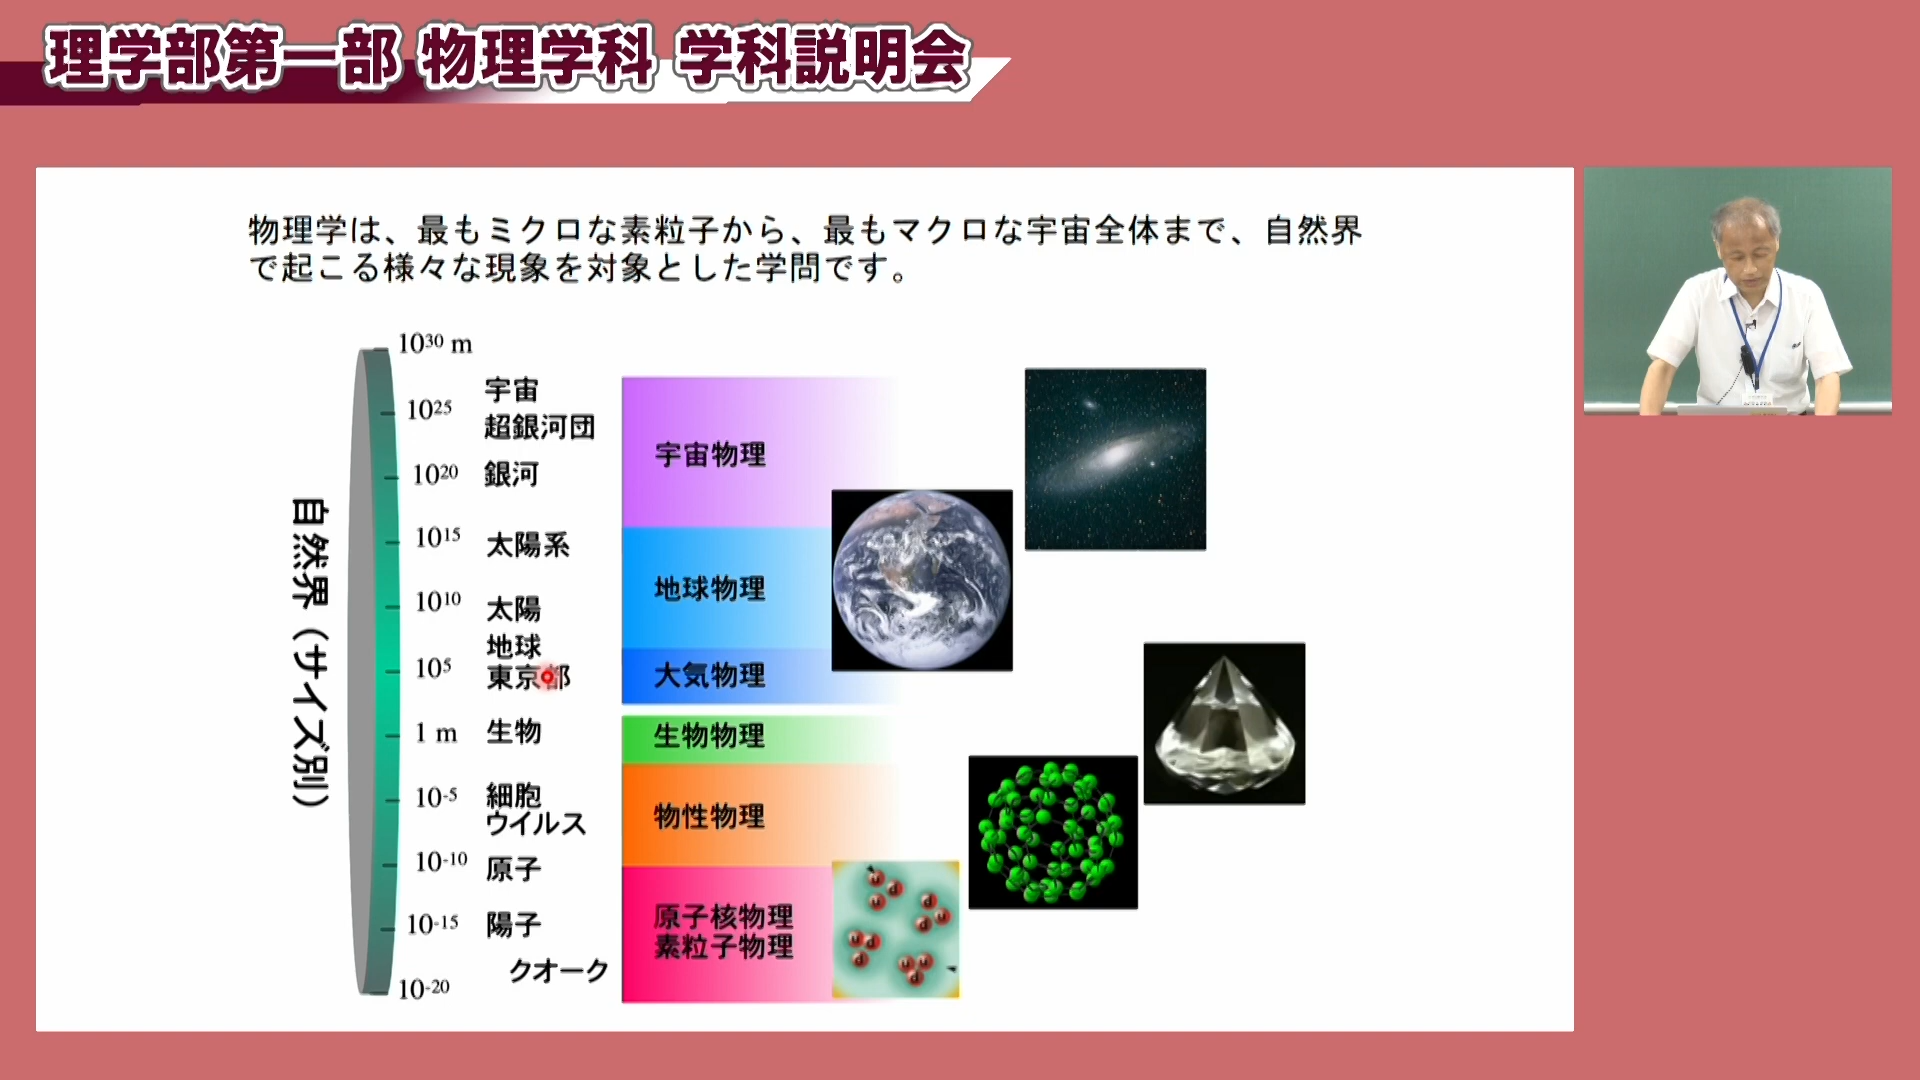 理学部第一部 物理学科 学科説明会
物理学は、最もミクロな素粒子から、最もマクロな宇宙全体まで、自然界
で起こる様々な現象を対象とした学問です。
自然界（サイズ別）
10³⁰ m
宇宙
10²⁵
超銀河団
10²⁰
銀河
10¹⁵
太陽系
10¹⁰
太陽
地球
10⁵
東京都
1 m
生物
10⁻⁵
細胞
ウイルス
10⁻¹⁰
原子
10⁻¹⁵
陽子
クオーク
10⁻²⁰
宇宙物理
地球物理
大気物理
生物物理
物性物理
原子核物理
素粒子物理
u d
u
d
u
d
u d
d
u u
d